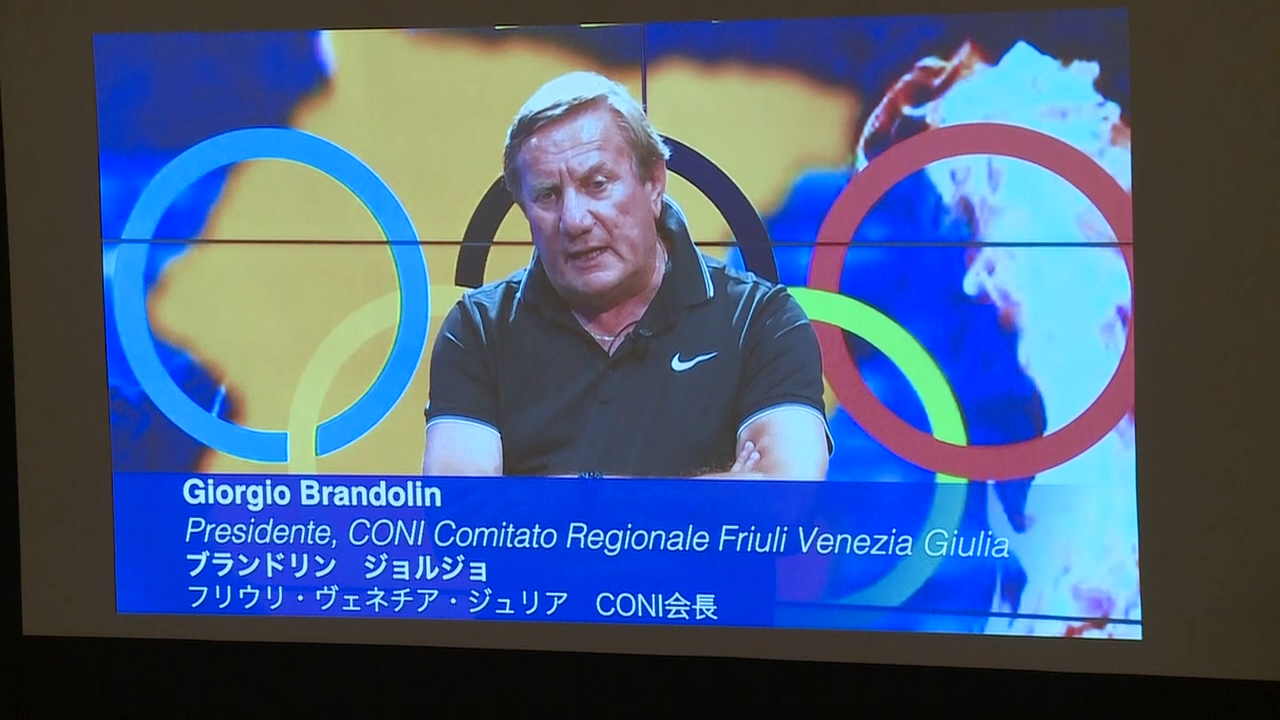 Giorgio Brandolin
Presidente, CONI Comitato Regionale Friuli Venezia Giulia
ブランドリン　ジョルジョ
フリウリ・ヴェネチア・ジュリア　CONI会長